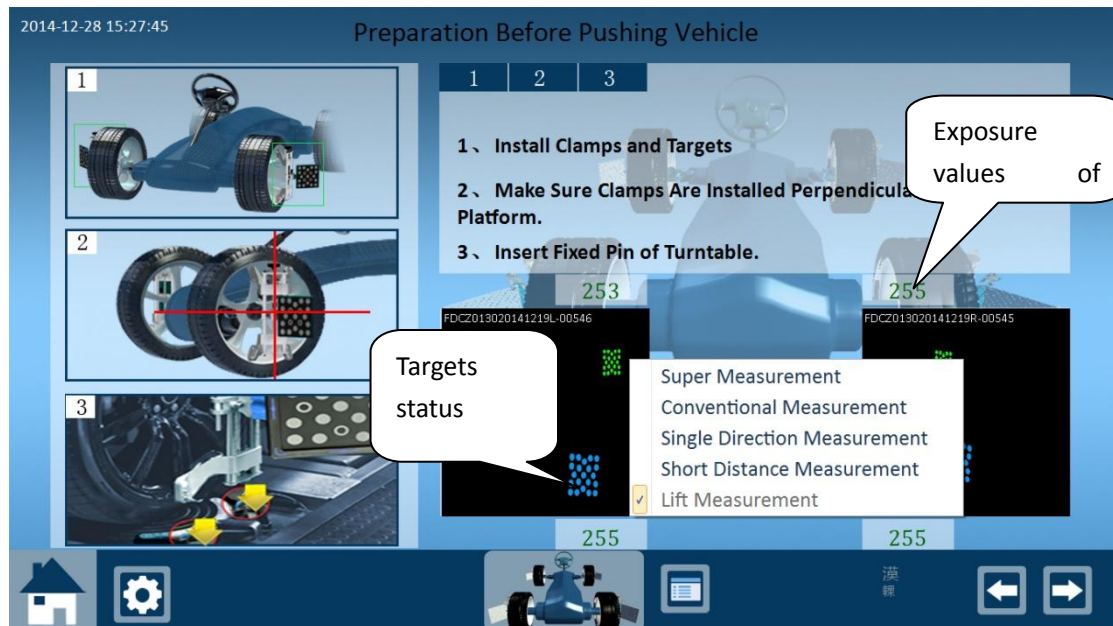 2014-12-28 15:27:45
Preparation Before Pushing Vehicle
1
2
3
1 2 3
1、 Install Clamps and Targets
2、 Make Sure Clamps Are Installed
Platform.
3、 Insert Fixed Pin of Turntable.
Exposure
values of
253
255
FDCZ013020141219L-00546
FDCZ013020141219R-00545
Targets
status
Super Measurement
Conventional Measurement
Single Direction Measurement
Short Distance Measurement
✓ Lift Measurement
255
255
漠